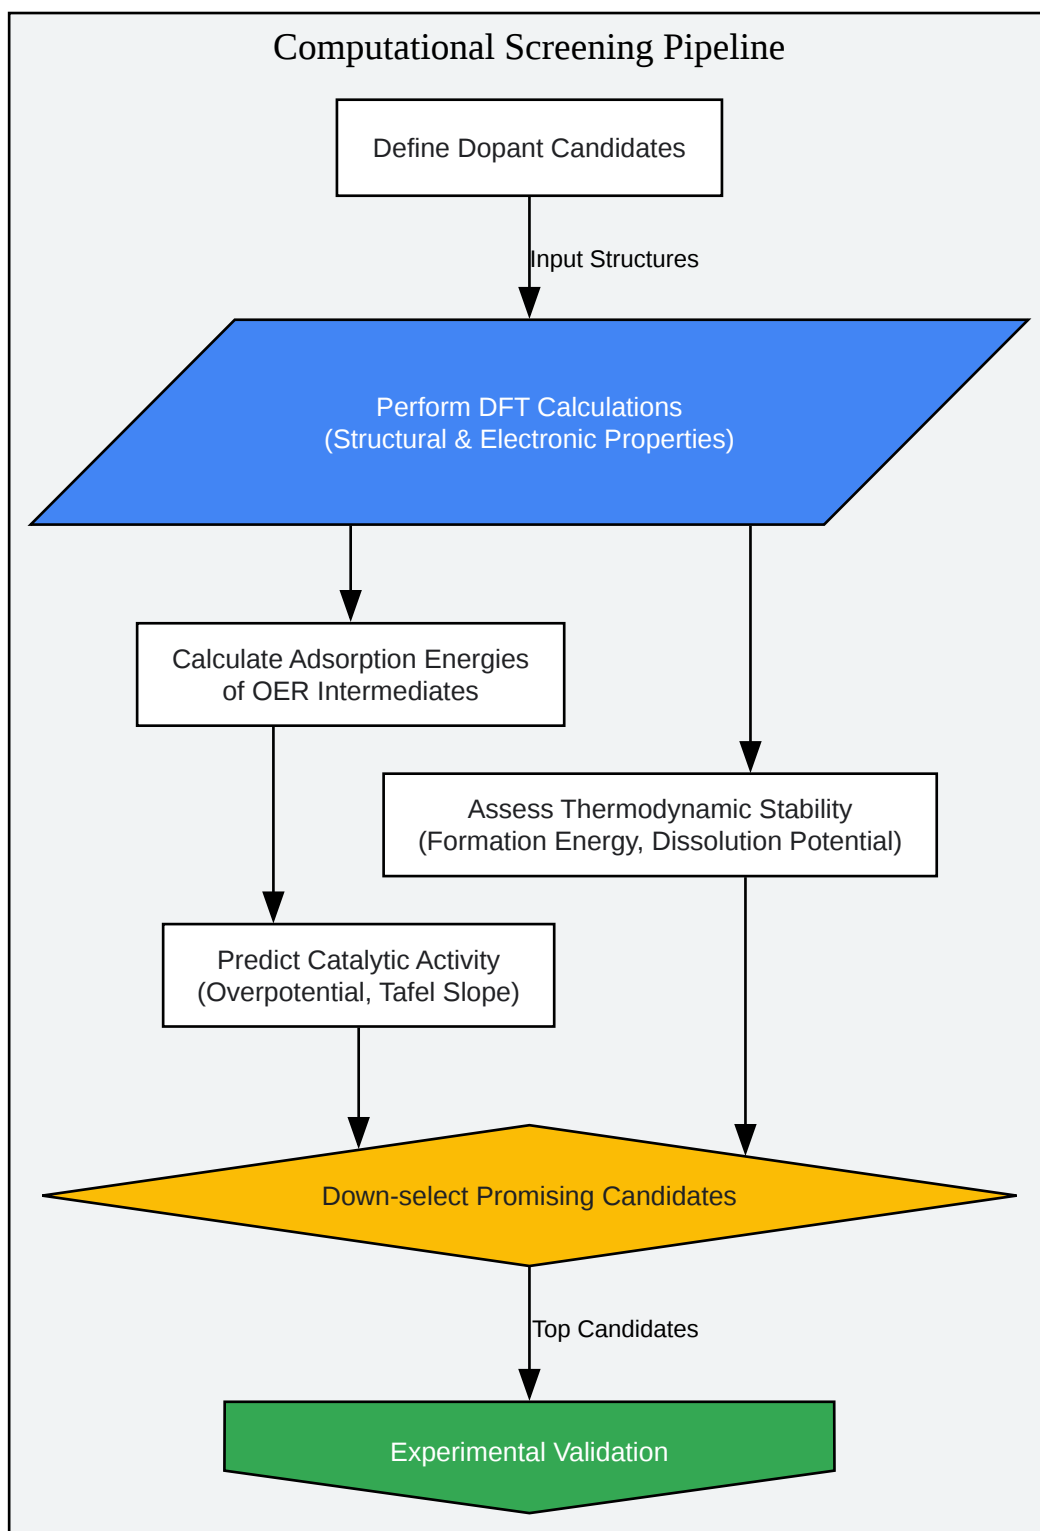 Computational Screening Pipeline
Define Dopant Candidates
Input Structures
Perform DFT Calculations
(Structural & Electronic Properties)
Calculate Adsorption Energies
of OER Intermediates
Assess Thermodynamic Stability
(Formation Energy, Dissolution Potential)
Predict Catalytic Activity
(Overpotential, Tafel Slope)
Down-select Promising Candidates
Top Candidates
Experimental Validation